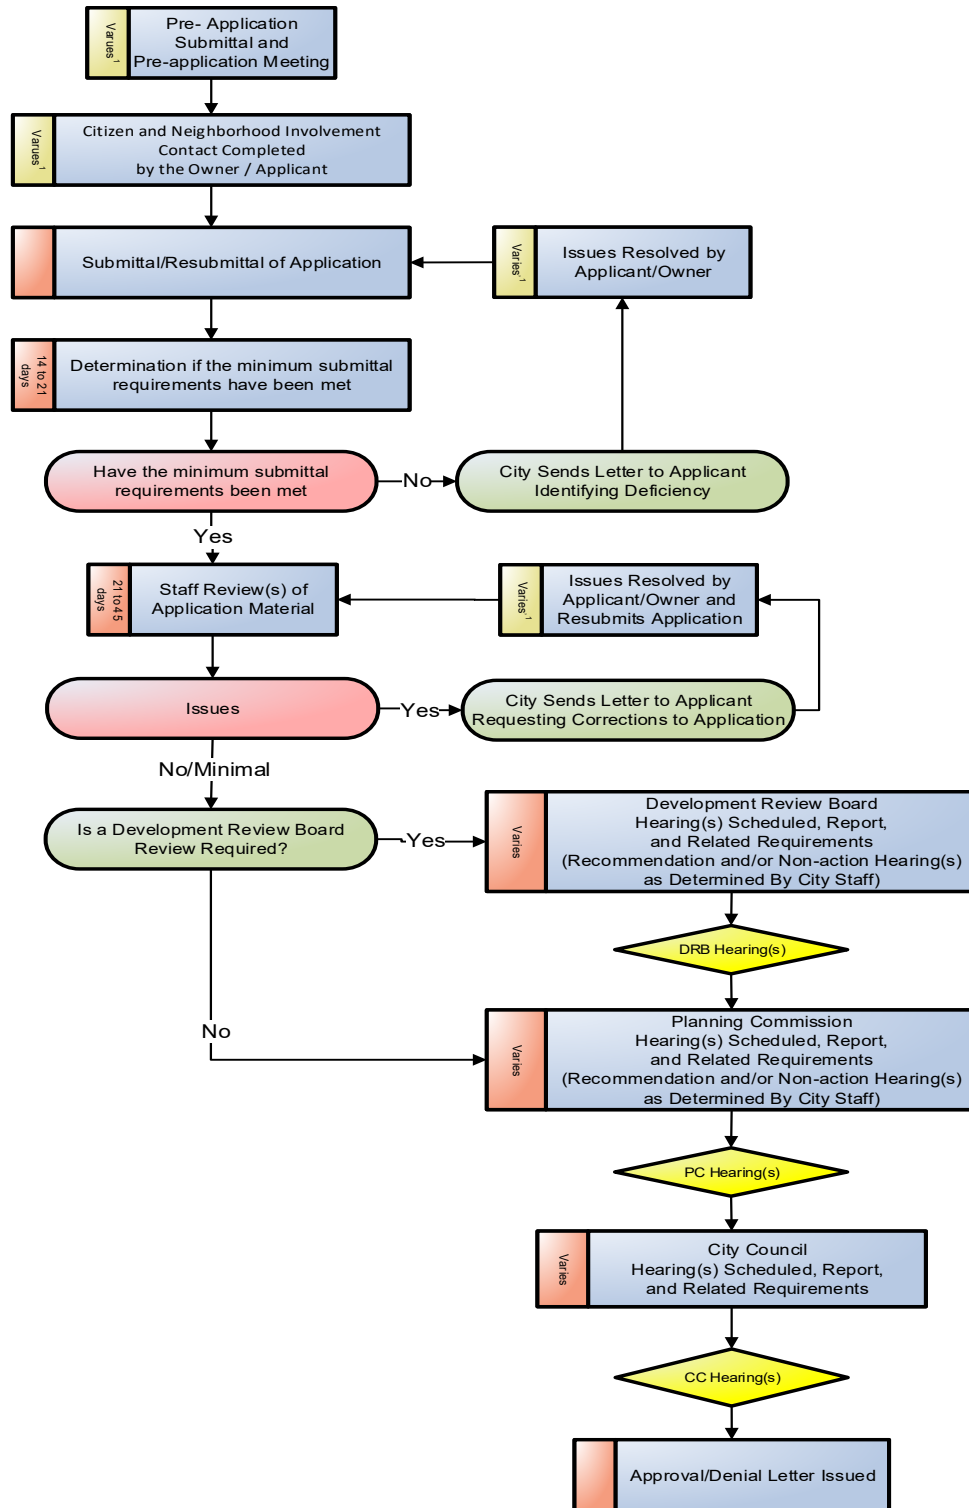 Varues¹
Pre- Application
Submittal and
Pre-application Meeting
Varues¹
Citizen and Neighborhood Involvement
Contact Completed
by the Owner / Applicant
Submittal/Resubmittal of Application
Varies¹
Issues Resolved by
Applicant/Owner
14 to 21
days
Determination if the minimum submittal
requirements have been met
Have the minimum submittal
requirements been met
No
City Sends Letter to Applicant
Identifying Deficiency
Yes
21 to 45
days
Staff Review(s) of
Application Material
Varies¹
Issues Resolved by
Applicant/Owner and
Resubmits Application
Issues
Yes
City Sends Letter to Applicant
Requesting Corrections to Application
No/Minimal
Is a Development Review Board
Review Required?
Yes
Varies
Development Review Board
Hearing(s) Scheduled, Report,
and Related Requirements
(Recommendation and/or Non-action Hearing(s)
as Determined By City Staff)
DRB Hearing(s)
No
Varies
Planning Commission
Hearing(s) Scheduled, Report,
and Related Requirements
(Recommendation and/or Non-action Hearing(s)
as Determined By City Staff)
PC Hearing(s)
Varies
City Council
Hearing(s) Scheduled, Report,
and Related Requirements
CC Hearing(s)
Approval/Denial Letter Issued